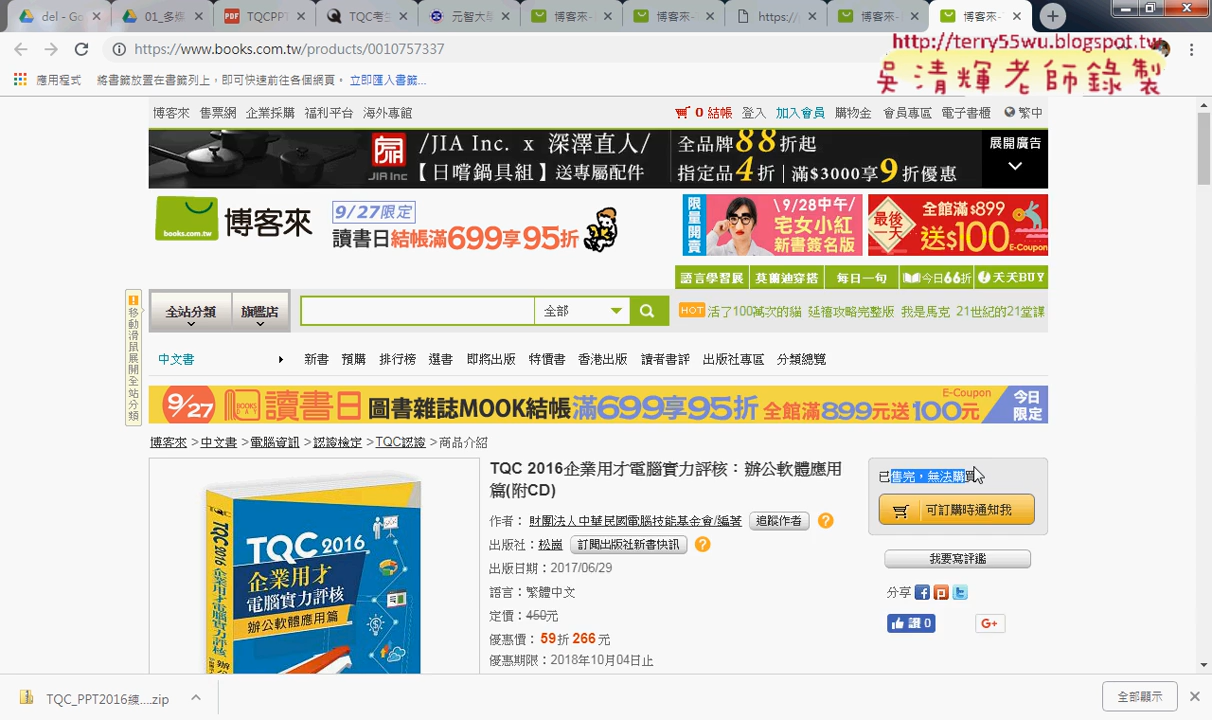 del - Go
01_多媒
TQCPPT
TQC考生
元智大學
博客來-
博客來-
https://
博客來-
博客來-
https://www.books.com.tw/products/0010757337
http://terry55wu.blogspot.tw
吳清輝老師錄製
應用程式
將書籤放置在書籤列上，即可快速前往各個網頁。
立即匯入書籤...
博客來 售票網 企業採購 福利平台 海外專館
0 結帳 登入 加入會員 購物金 會員專區 電子書櫃 繁中
JIA Inc
/JIA Inc. x 深澤直人/
【日嚐鍋具組】送專屬配件
全品牌88折起
指定品4折|滿$3000享9折優惠
展開廣告
books.com.tw
博客來
9/27限定
讀書日結帳滿699享95折
限量開賣
\9/28中午/
宅女小紅
新書簽名版
最後一天
全館滿$899
送$100
E-Coupon
語言學習展
莫蘭迪穿搭
每日一句
今日66折
天天BUY
移動滑鼠展開全站分類
全站分類
旗艦店
全部
HOT
活了100萬次的貓 延禧攻略完整版 我是馬克 21世紀的21堂課
中文書
新書 預購 排行榜 選書 即將出版 特價書 香港出版 讀者書評 出版社專區 分類總覽
9/27
BOOKS DAY
讀書日 圖書雜誌MOOK結帳滿699享95折 全館滿899元送100元
E-Coupon
今日限定
博客來 >中文書 >電腦資訊 >認證檢定 >TQC認證 >商品介紹
TQC 2016企業用才電腦實力評核：辦公軟體應用
篇(附CD)
作者： 財團法人中華民國電腦技能基金會/編著 追蹤作者
出版社：松崗 訂閱出版社新書快訊
出版日期：2017/06/29
語言：繁體中文
定價：450元
優惠價： 59折 266元
優惠期限：2018年10月04日止
TQC 2016
企業用才
電腦實力評核
辦公軟體應用篇
已售完，無法購買
可訂購時通知我
我要寫評鑑
分享
讚 0
G+
TQC_PPT2016練....zip
全部顯示